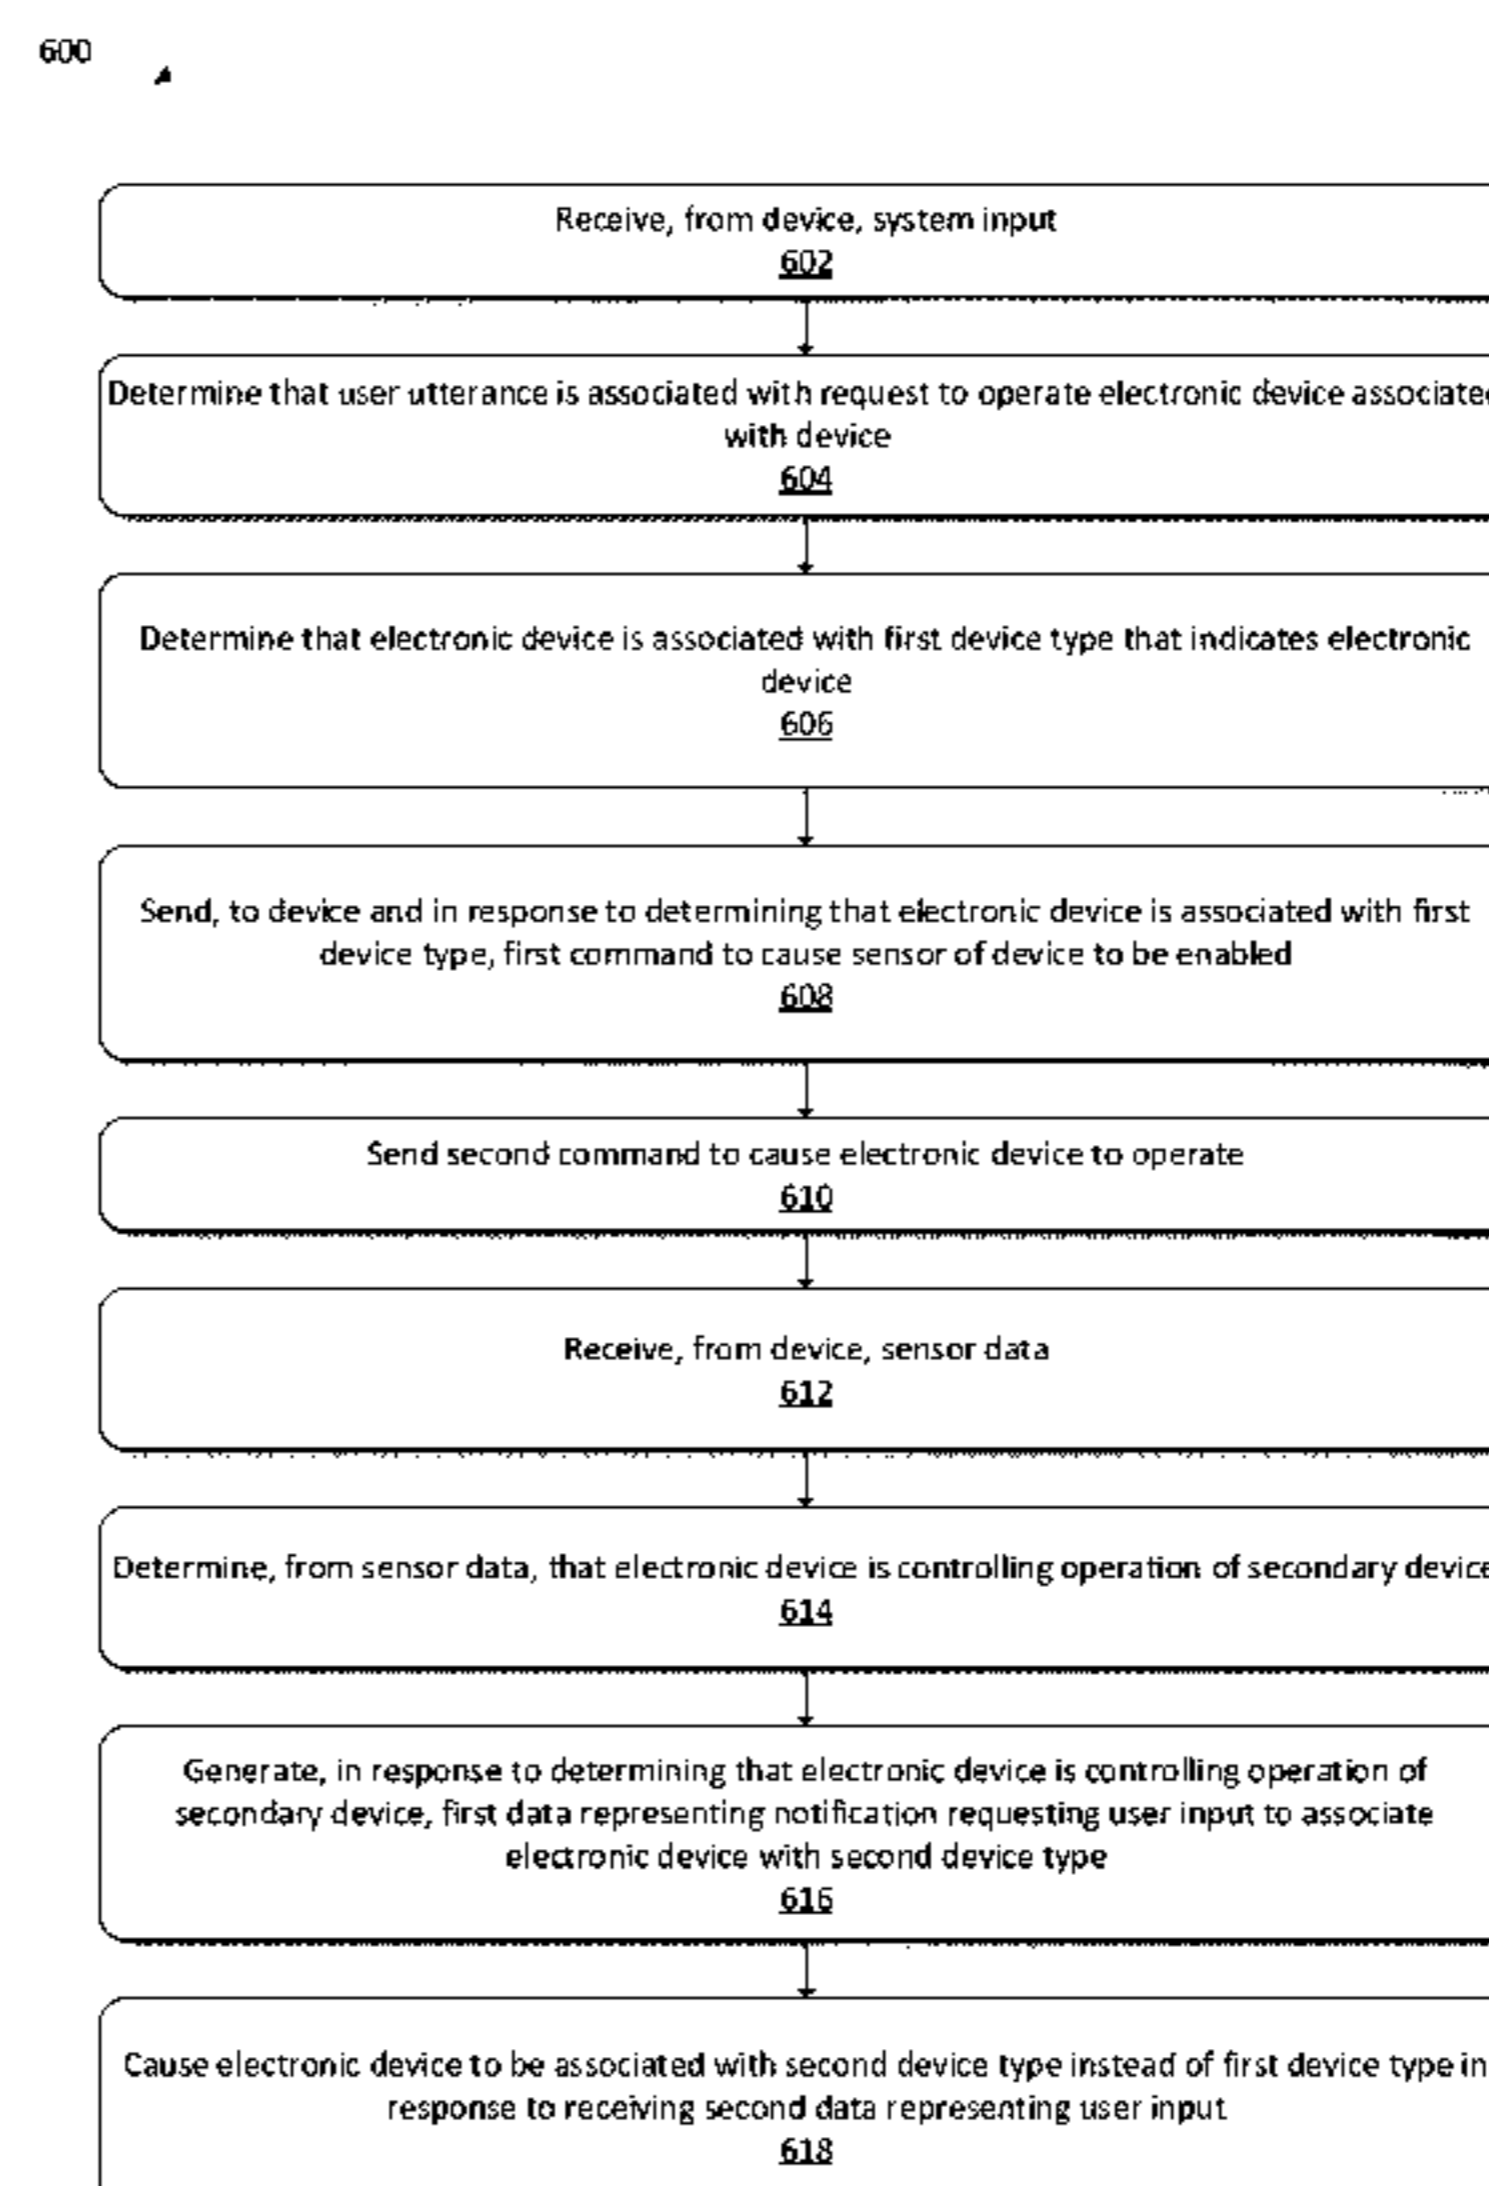 600
Receive, from device, system input
602
Determine that user utterance is associated with request to operate electronic device associated
with device
604
Determine that electronic device is associated with first device type that indicates electronic
device
606
Send, to device and in response to determining that electronic device is associated with first
device type, first command to cause sensor of device to be enabled
608
Send second command to cause electronic device to operate
610
Receive, from device, sensor data
612
Determine, from sensor data, that electronic device is controlling operation of secondary device
614
Generate, in response to determining that electronic device is controlling operation of
secondary device, first data representing notification requesting user input to associate
electronic device with second device type
616
Cause electronic device to be associated with second device type instead of first device type in
response to receiving second data representing user input
618